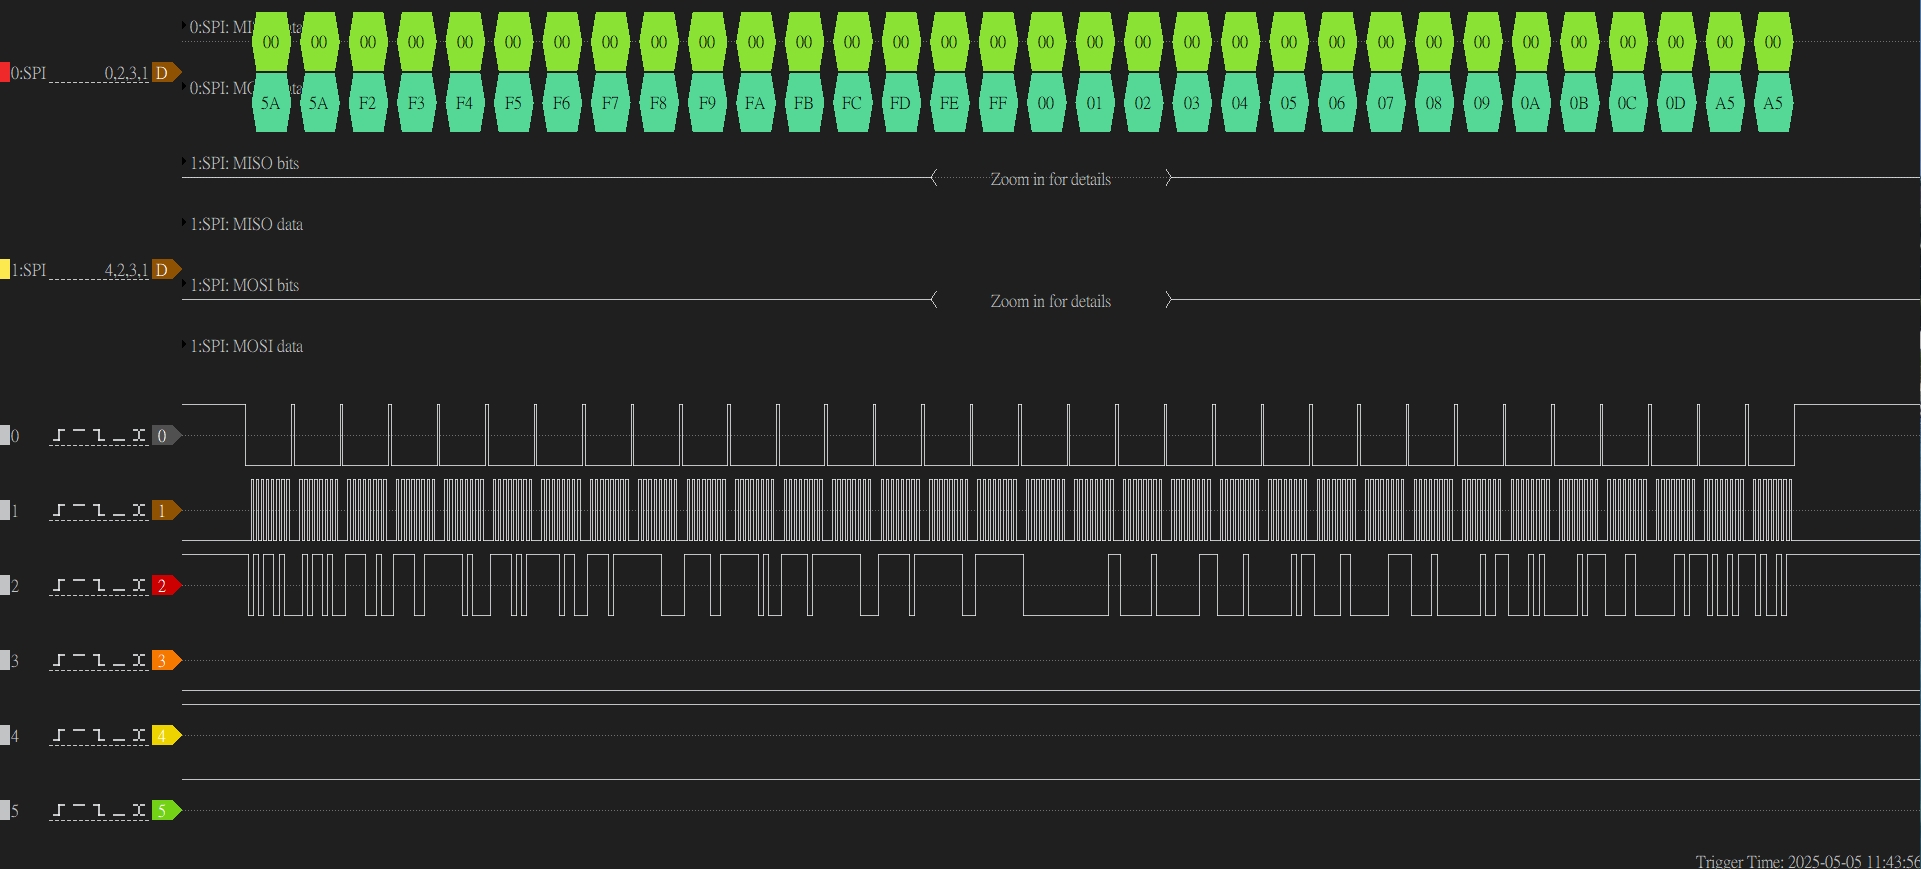 0:SPI: MI ata
00 00 00 00 00 00 00 00 00 00 00 00 00 00 00 00 00 00 00 00 00 00 00 00 00 00 00 00 00 00 00 00
0:SPI 0,2,3,1 D
0:SPI: MO ata
5A 5A F2 F3 F4 F5 F6 F7 F8 F9 FA FB FC FD FE FF 00 01 02 03 04 05 06 07 08 09 0A 0B 0C 0D A5 A5
1:SPI: MISO bits
Zoom in for details
1:SPI: MISO data
1:SPI 4,2,3,1 D
1:SPI: MOSI bits
Zoom in for details
1:SPI: MOSI data
0 0
1 1
2 2
3 3
4 4
5 5
Trigger Time: 2025-05-05 11:43:56